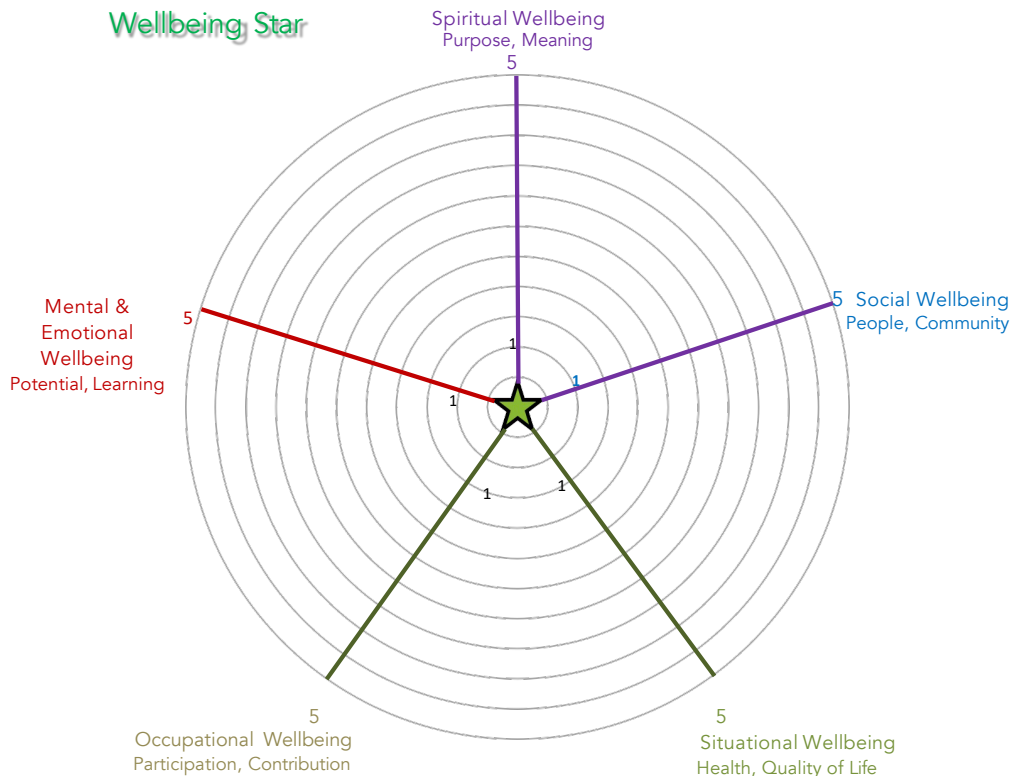 Wellbeing Star
Spiritual Wellbeing
Purpose, Meaning
5
5 Social Wellbeing
People, Community
Mental &
Emotional
Wellbeing
Potential, Learning
5
1
1
1
1
1
5
Occupational Wellbeing
Participation, Contribution
5
Situational Wellbeing
Health, Quality of Life